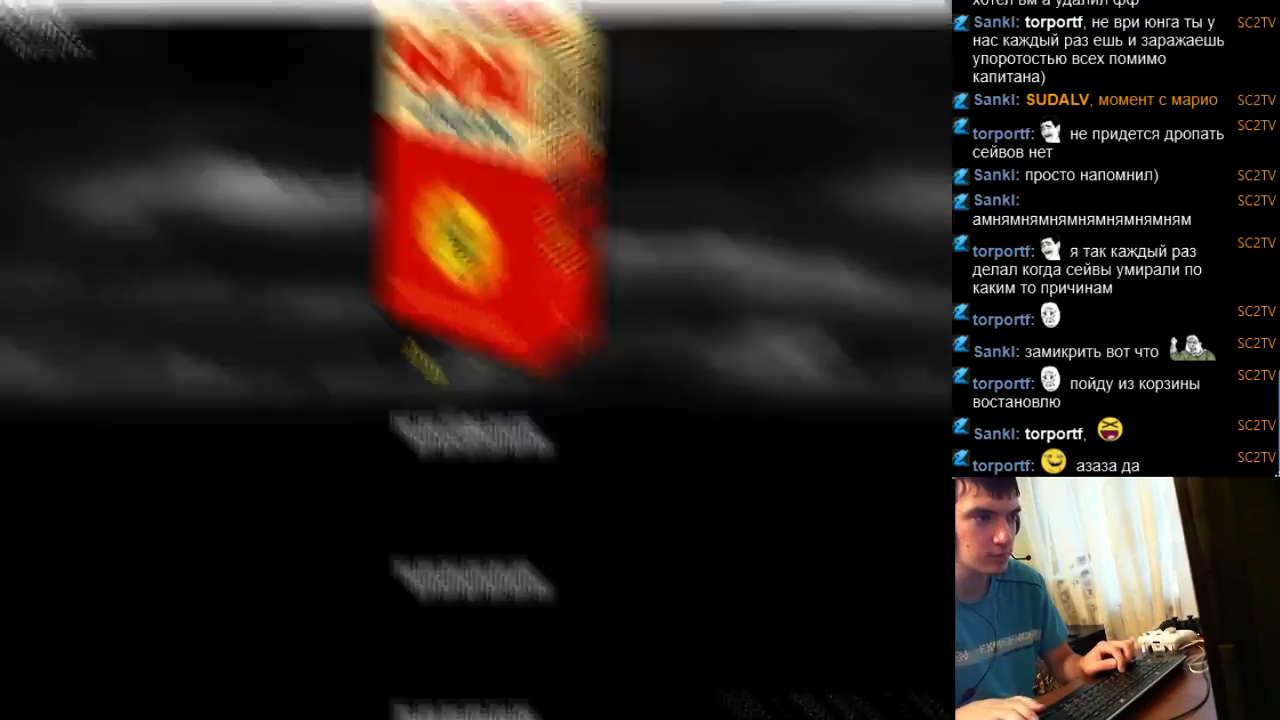 хотел вм а удалил фф
Sankl: torportf, не ври юнга ты у SC2TV
нас каждый раз ешь и заражаешь
упоротостью всех помимо
капитана)
Sankl: SUDALV, момент с марио SC2TV
torportf: не придется дропать SC2TV
сейвов нет
Sankl: просто напомнил) SC2TV
Sankl: SC2TV
амнямнямнямнямнямням
torportf: я так каждый раз SC2TV
делал когда сейвы умирали по
каким то причинам
torportf: SC2TV
Sankl: замикрить вот что SC2TV
torportf: пойду из корзины SC2TV
востановлю
Sankl: torportf, SC2TV
torportf: азаза да SC2TV